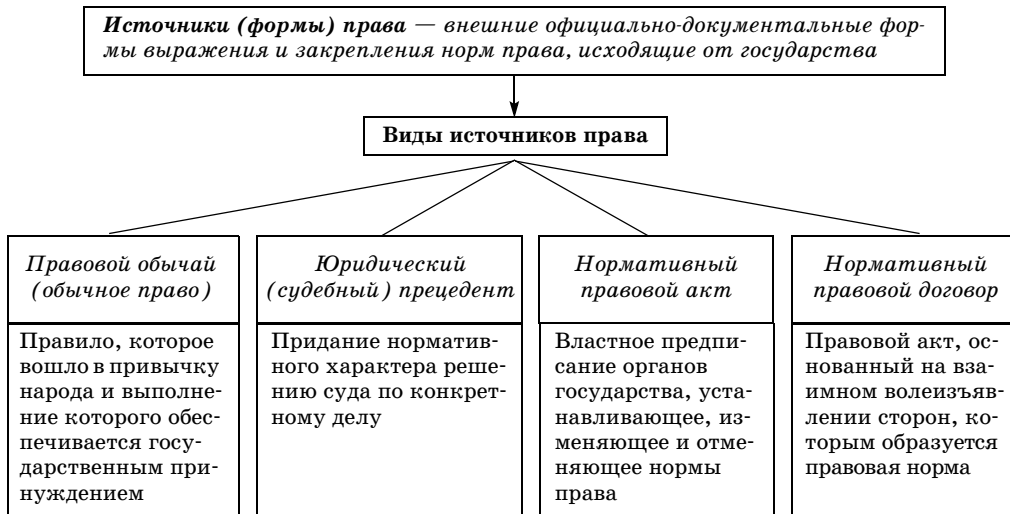 Источники (формы) права — внешние официально-документальные фор-
мы выражения и закрепления норм права, исходящие от государства
Виды источников права
Правовой обычай
(обычное право)
Правило, которое
вошло в привычку
народа и выполне-
ние которого обес-
печивается госу-
дарственным при-
нуждением
Юридический
(судебный) прецедент
Придание норматив-
ного характера реше-
нию суда по конкрет-
ному делу
Нормативный
правовой акт
Властное предпи-
сание органов
государства, уста-
навливающее, из-
меняющее и отме-
няющее нормы
права
Нормативный
правовой договор
Правовой акт, ос-
нованный на вза-
имном волеизъяв-
лении сторон, ко-
торым образуется
правовая норма